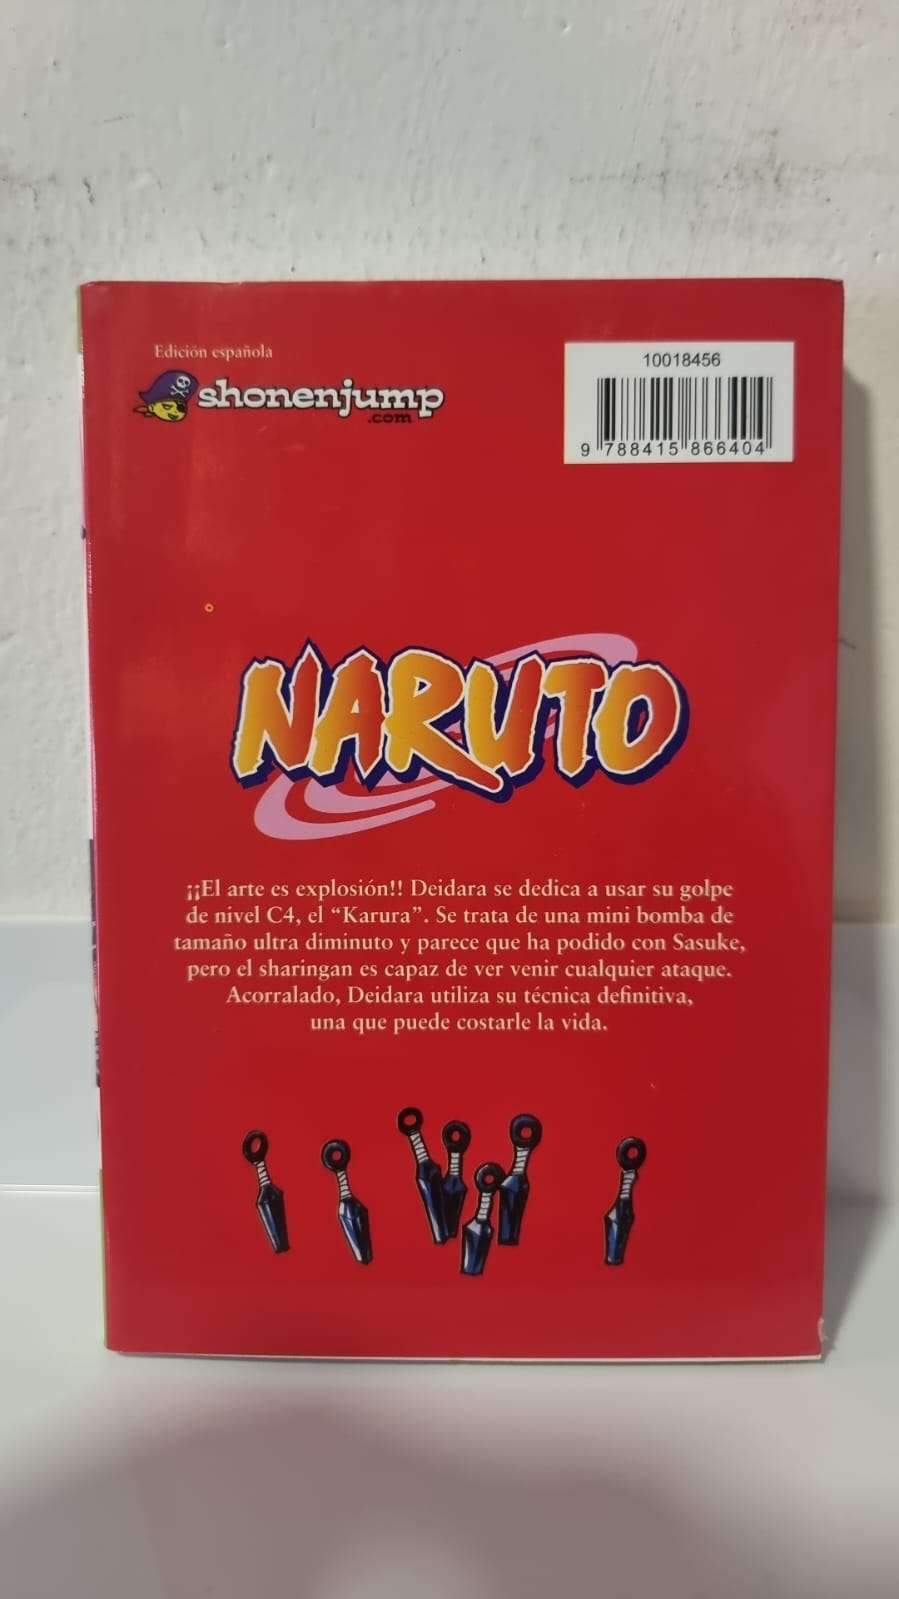 Edición española
shonenjump
.com
10018456
9 788415 866404
NARUTO
¡¡El arte es explosión!! Deidara se dedica a usar su golpe
de nivel C4, el “Karura”. Se trata de una mini bomba de
tamaño ultra diminuto y parece que ha podido con Sasuke,
pero el sharingan es capaz de ver venir cualquier ataque.
Acorralado, Deidara utiliza su técnica definitiva,
una que puede costarle la vida.